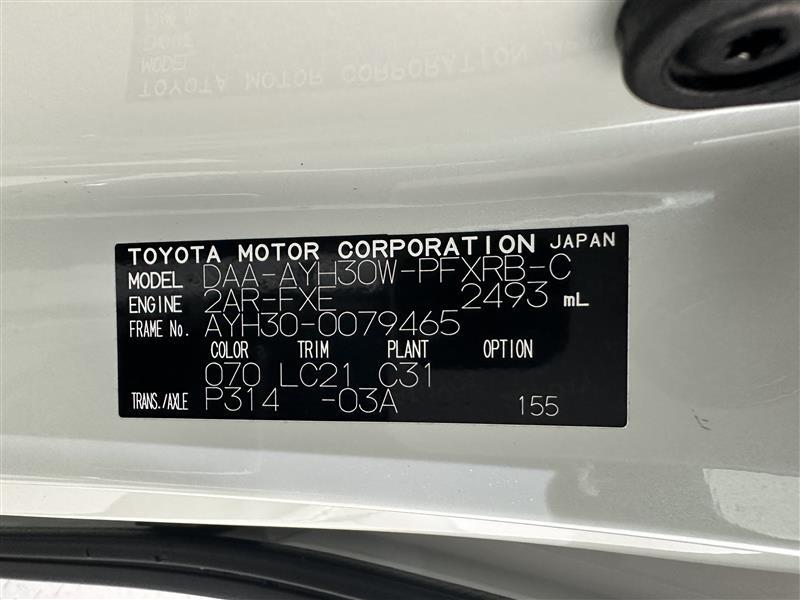 TOYOTA MOTOR CORPORATION JAPAN
MODEL DAA-AYH30W-PFXRB-C
ENGINE 2AR-FXE 2493 mL
FRAME No. AYH30-0079465
COLOR TRIM PLANT OPTION
070 LC21 C31
TRANS./AXLE P314 -03A 155